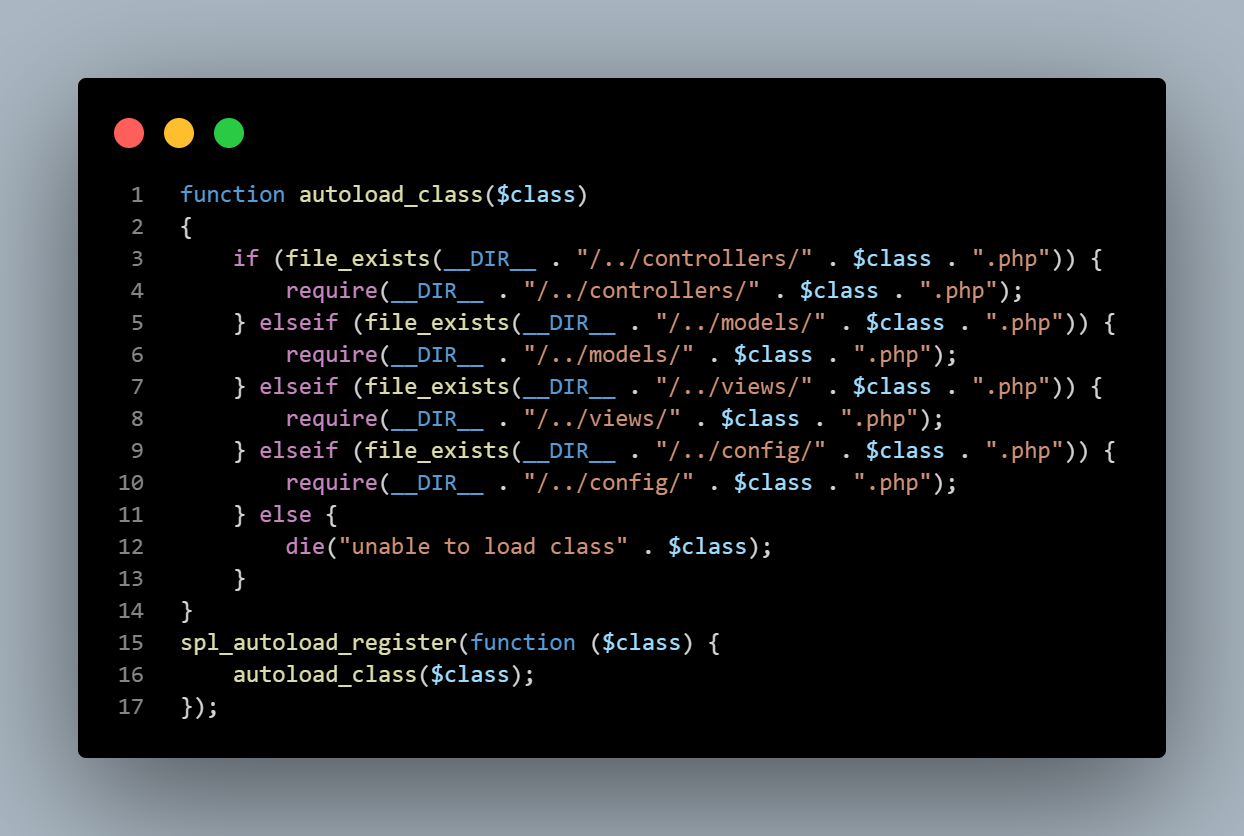 1 function autoload_class($class)
2 {
3     if (file_exists(__DIR__ . "/../controllers/" . $class . ".php")) {
4         require(__DIR__ . "/../controllers/" . $class . ".php");
5     } elseif (file_exists(__DIR__ . "/../models/" . $class . ".php")) {
6         require(__DIR__ . "/../models/" . $class . ".php");
7     } elseif (file_exists(__DIR__ . "/../views/" . $class . ".php")) {
8         require(__DIR__ . "/../views/" . $class . ".php");
9     } elseif (file_exists(__DIR__ . "/../config/" . $class . ".php")) {
10         require(__DIR__ . "/../config/" . $class . ".php");
11     } else {
12         die("unable to load class" . $class);
13     }
14 }
15 spl_autoload_register(function ($class) {
16     autoload_class($class);
17 });